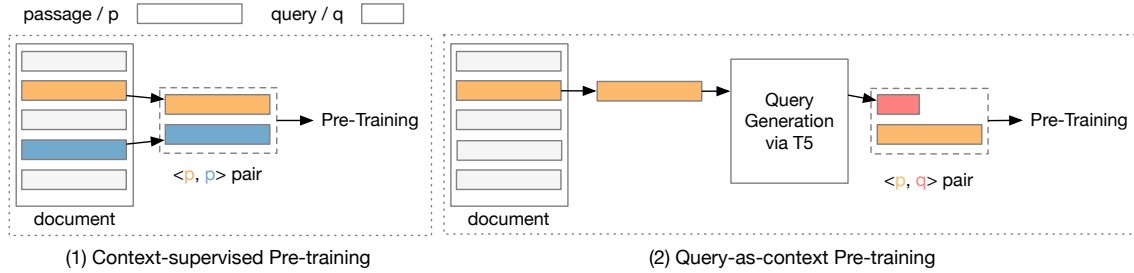 passage / p
query / q
Pre-Training
<p, p> pair
document
(1) Context-supervised Pre-training
Query
Generation
via T5
Pre-Training
<p, q> pair
document
(2) Query-as-context Pre-training